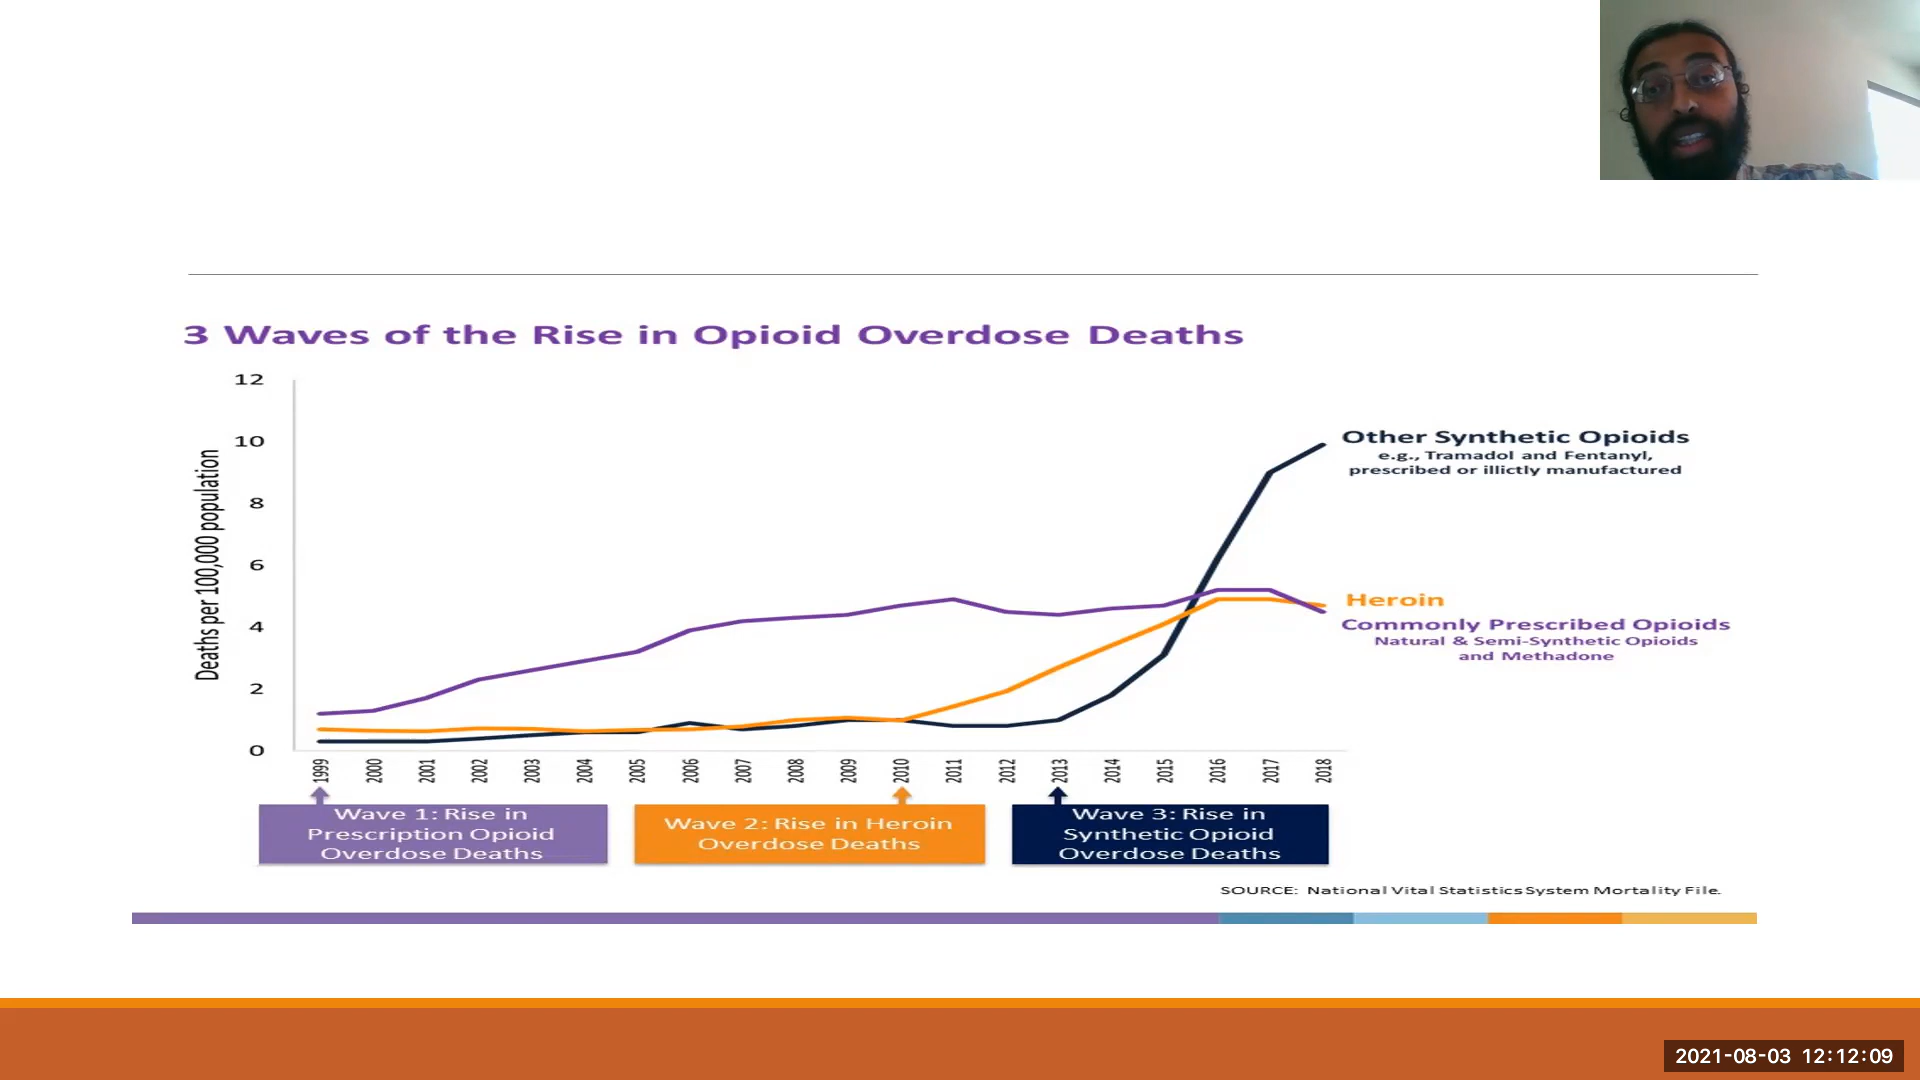 3 Waves of the Rise in Opioid Overdose Deaths
Deaths per 100,000 population
12
10
8
6
4
2
0
Other Synthetic Opioids
e.g., Tramadol and Fentanyl,
prescribed or illictly manufactured
Heroin
Commonly Prescribed Opioids
Natural & Semi-Synthetic Opioids
and Methadone
1999 2000 2001 2002 2003 2004 2005 2006 2007 2008 2009 2010 2011 2012 2013 2014 2015 2016 2017 2018
Wave 1: Rise in
Prescription Opioid
Overdose Deaths
Wave 2: Rise in Heroin
Overdose Deaths
Wave 3: Rise in
Synthetic Opioid
Overdose Deaths
SOURCE: National Vital Statistics System Mortality File.
2021-08-03 12:12:09